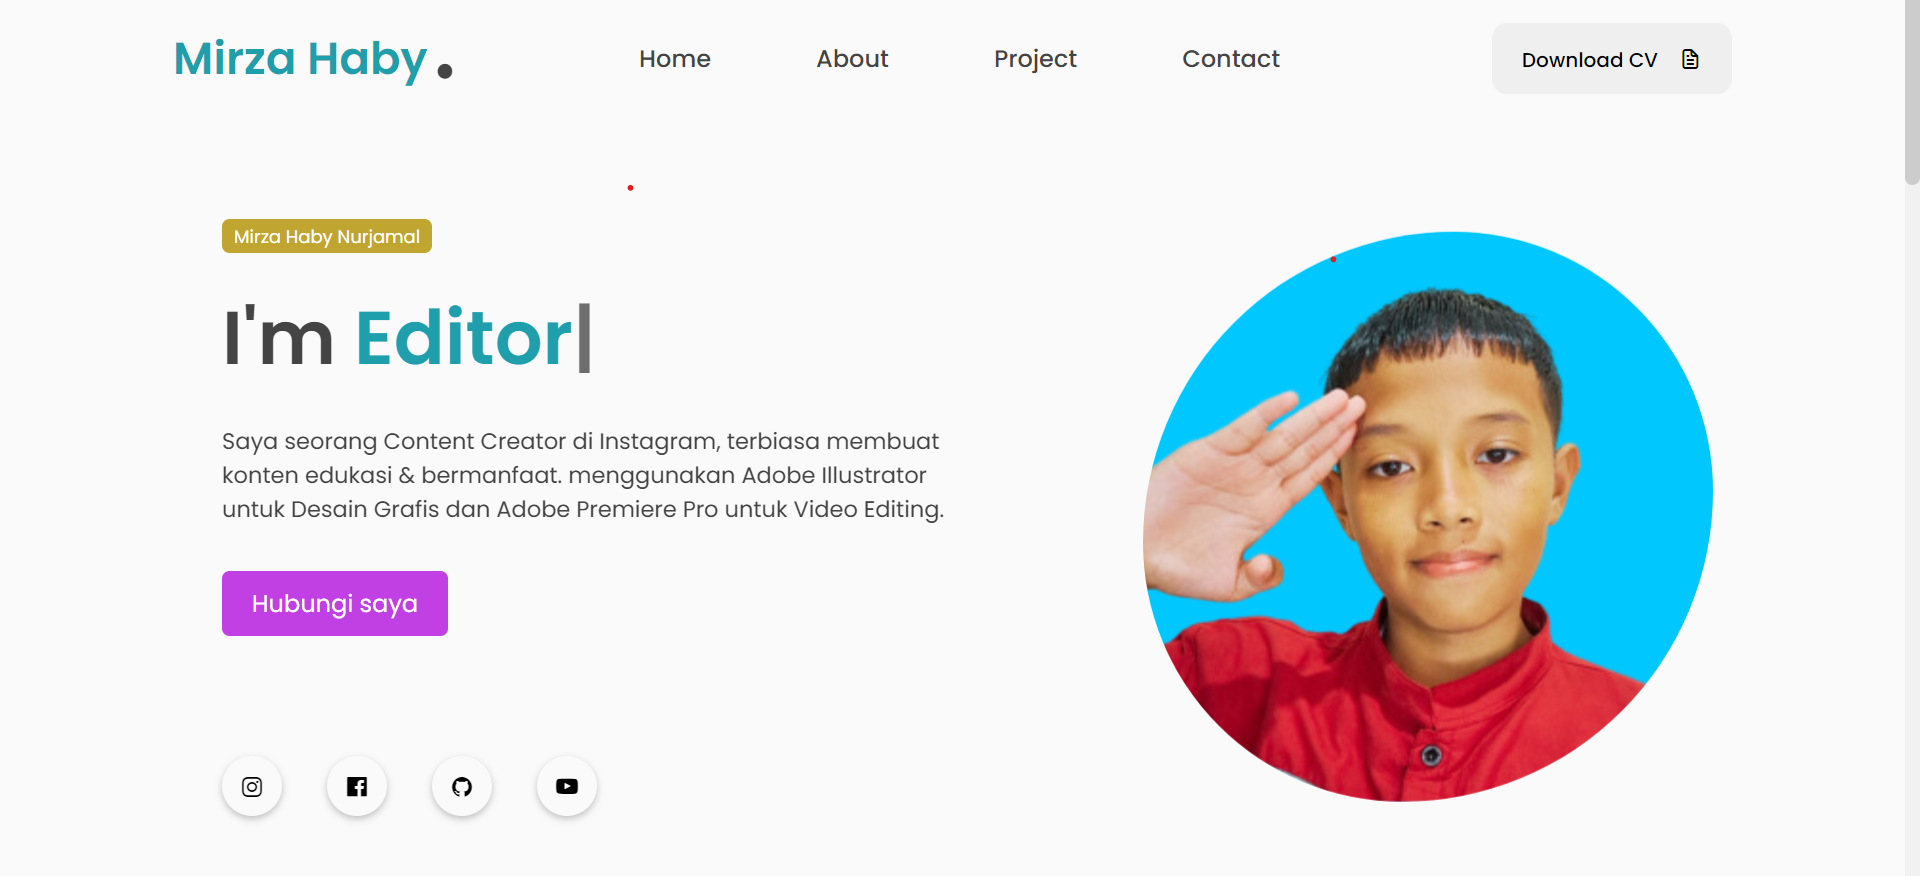 Mirza Haby.
Home
About
Project
Contact
Download CV
Mirza Haby Nurjamal
I'm Editor|
Saya seorang Content Creator di Instagram, terbiasa membuat
konten edukasi & bermanfaat. menggunakan Adobe Illustrator
untuk Desain Grafis dan Adobe Premiere Pro untuk Video Editing.
Hubungi saya